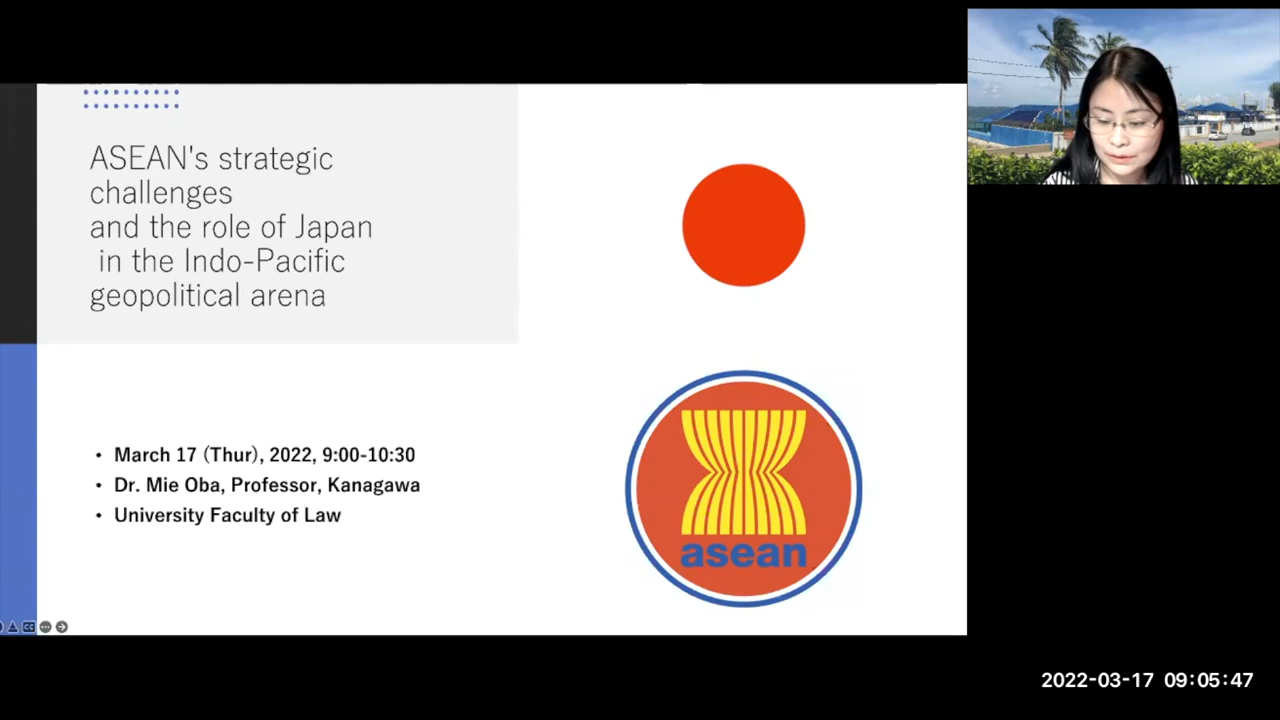 ASEAN's strategic
challenges
and the role of Japan
in the Indo-Pacific
geopolitical arena
• March 17 (Thur), 2022, 9:00-10:30
• Dr. Mie Oba, Professor, Kanagawa
• University Faculty of Law
asean
CC
2022-03-17 09:05:47